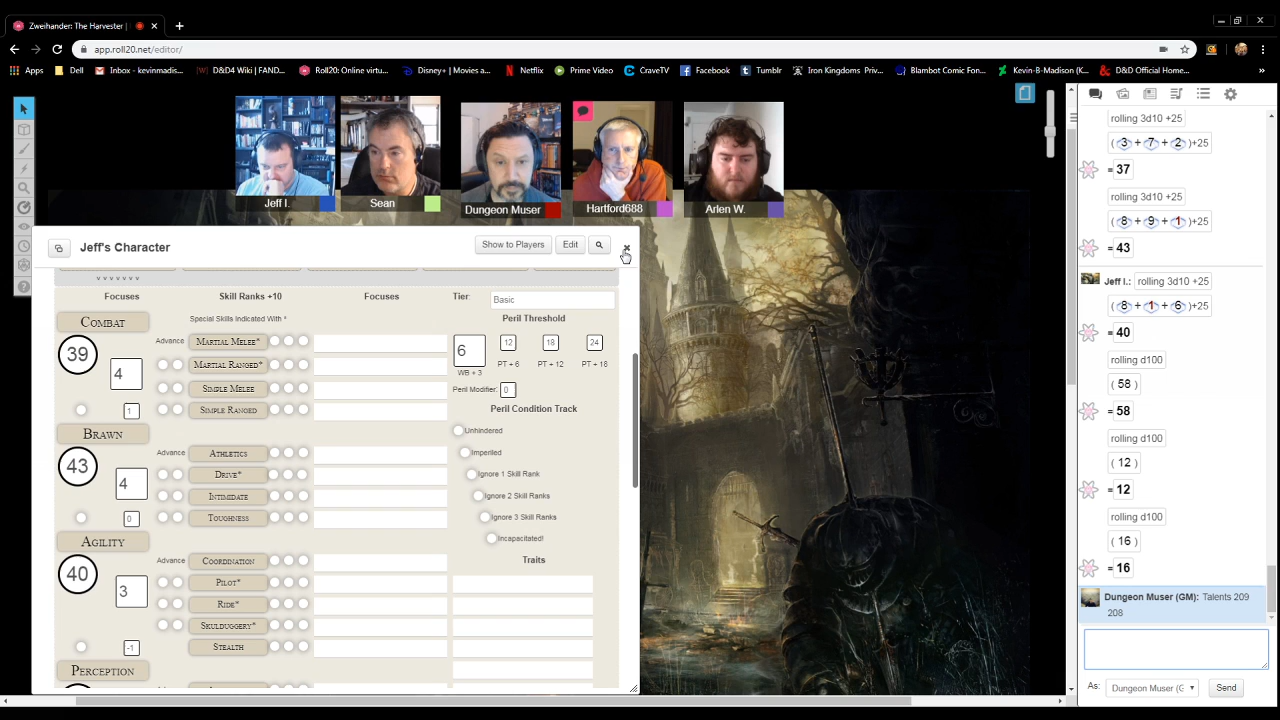 Zweihander: The Harvester |
app.roll20.net/editor/
Apps
Dell
Inbox - kevinmadis...
D&D4 Wiki | FAND...
Roll20: Online virtu...
Disney+ | Movies a...
Netflix
Prime Video
CraveTV
Facebook
Tumblr
Iron Kingdoms Priv...
Blambot Comic Fon...
Kevin-B-Madison (K...
D&D Official Home...
»
Jeff I.
Sean
Dungeon Muser
Hartford688
Arlen W.
Jeff's Character
Show to Players
Edit
Focuses
Skill Ranks +10
Focuses
Tier:
Basic
Special Skills Indicated With *
Peril Threshold
COMBAT
39
4
1
Advance
MARTIAL MELEE*
MARTIAL RANGED*
SIMPLE MELEE
SIMPLE RANGED
6
12
18
24
WB + 3
PT + 6
PT + 12
PT + 18
Peril Modifier:
0
Peril Condition Track
Unhindered
Imperiled
Ignore 1 Skill Rank
Ignore 2 Skill Ranks
Ignore 3 Skill Ranks
Incapacitated!
BRAWN
43
4
0
Advance
ATHLETICS
DRIVE*
INTIMIDATE
TOUGHNESS
AGILITY
40
3
-1
Advance
COORDINATION
PILOT*
RIDE*
SKULDUGGERY*
STEALTH
Traits
PERCEPTION
rolling 3d10 +25
(3+7+2)+25
=37
rolling 3d10 +25
(8+9+1)+25
=43
Jeff I.: rolling 3d10 +25
(8+1+6)+25
=40
rolling d100
(58)
=58
rolling d100
(12)
=12
rolling d100
(16)
=16
Dungeon Muser (GM): Talents 209
208
As:
Dungeon Muser (G
Send